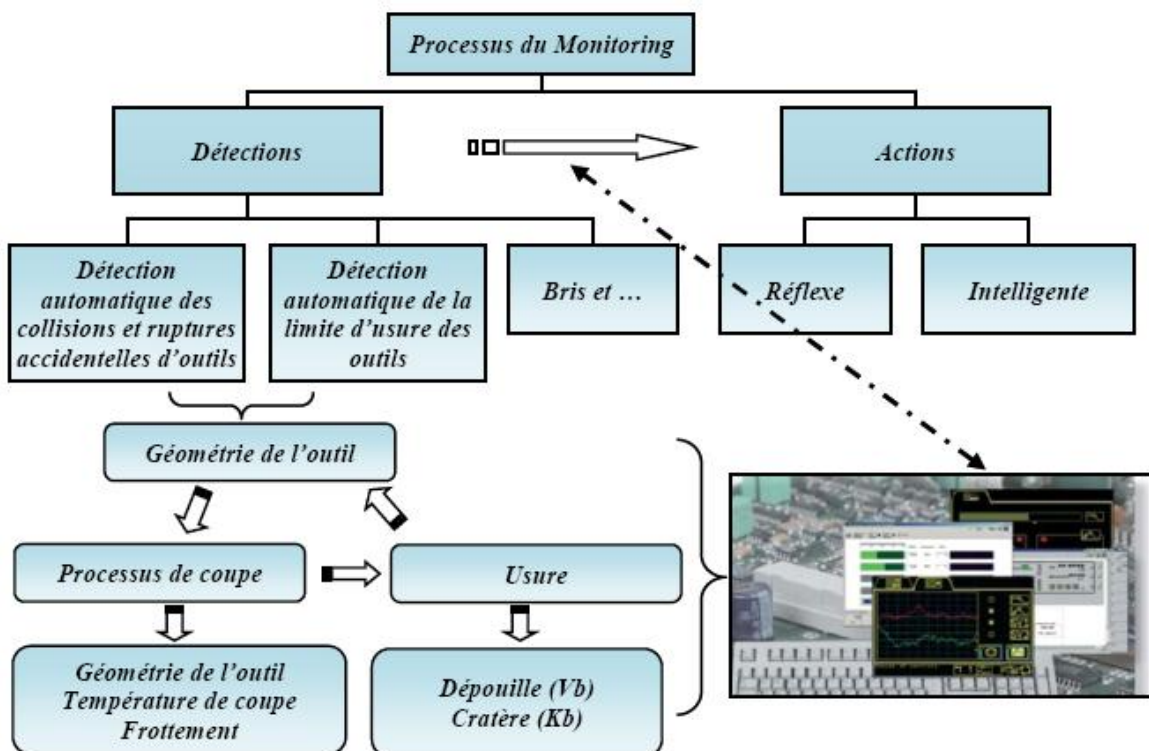 Processus du Monitoring
Détections
Actions
Détection
automatique des
collisions et ruptures
accidentelles d'outils
Détection
automatique de la
limite d'usure des
outils
Bris et …
Réflexe
Intelligente
Géométrie de l'outil
Processus de coupe
Usure
Géométrie de l'outil
Température de coupe
Frottement
Dépouille (Vb)
Cratère (Kb)